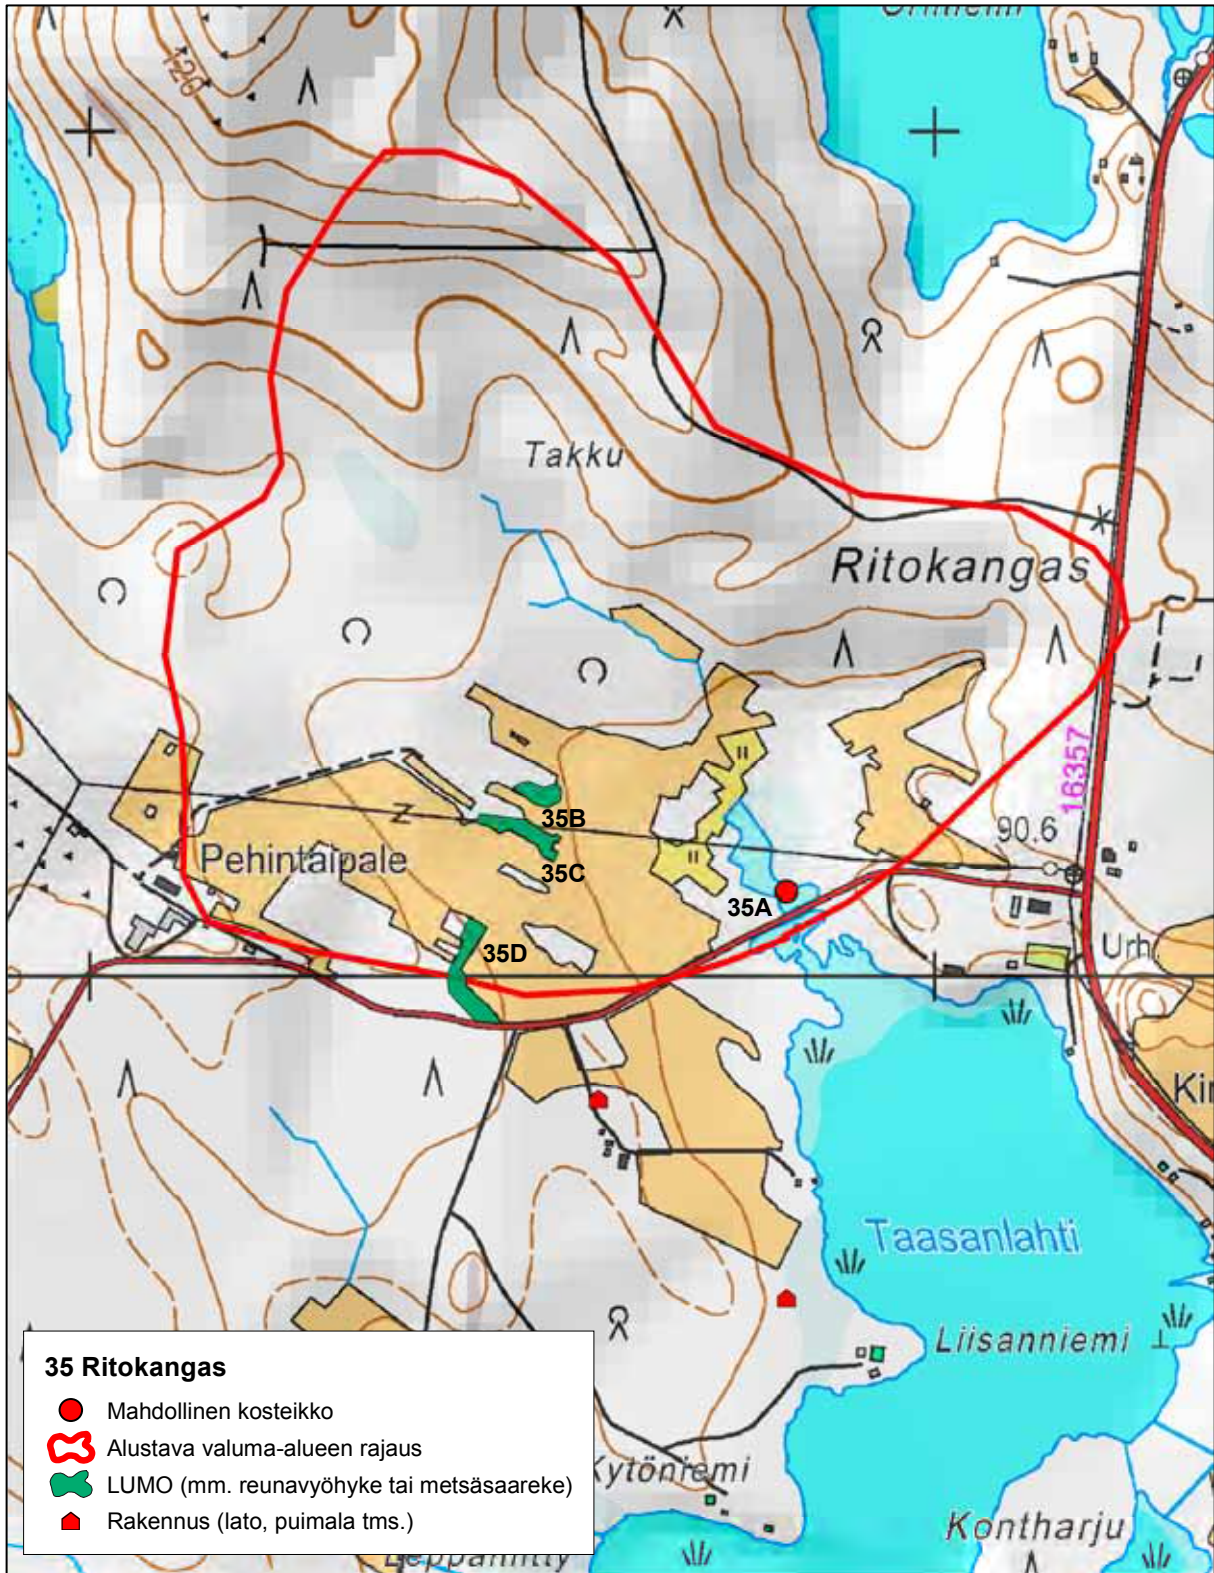 120
Takku
Ritokangas
16357
90.6
35B
Pehintaipale
35C
35A
35D
Urh.
Taasanlahti
Liisanniemi
Kytöniemi
Kontharju
35 Ritokangas
Mahdollinen kosteikko
Alustava valuma-alueen rajaus
LUMO (mm. reunavyöhyke tai metsäsaareke)
Rakennus (lato, puimala tms.)